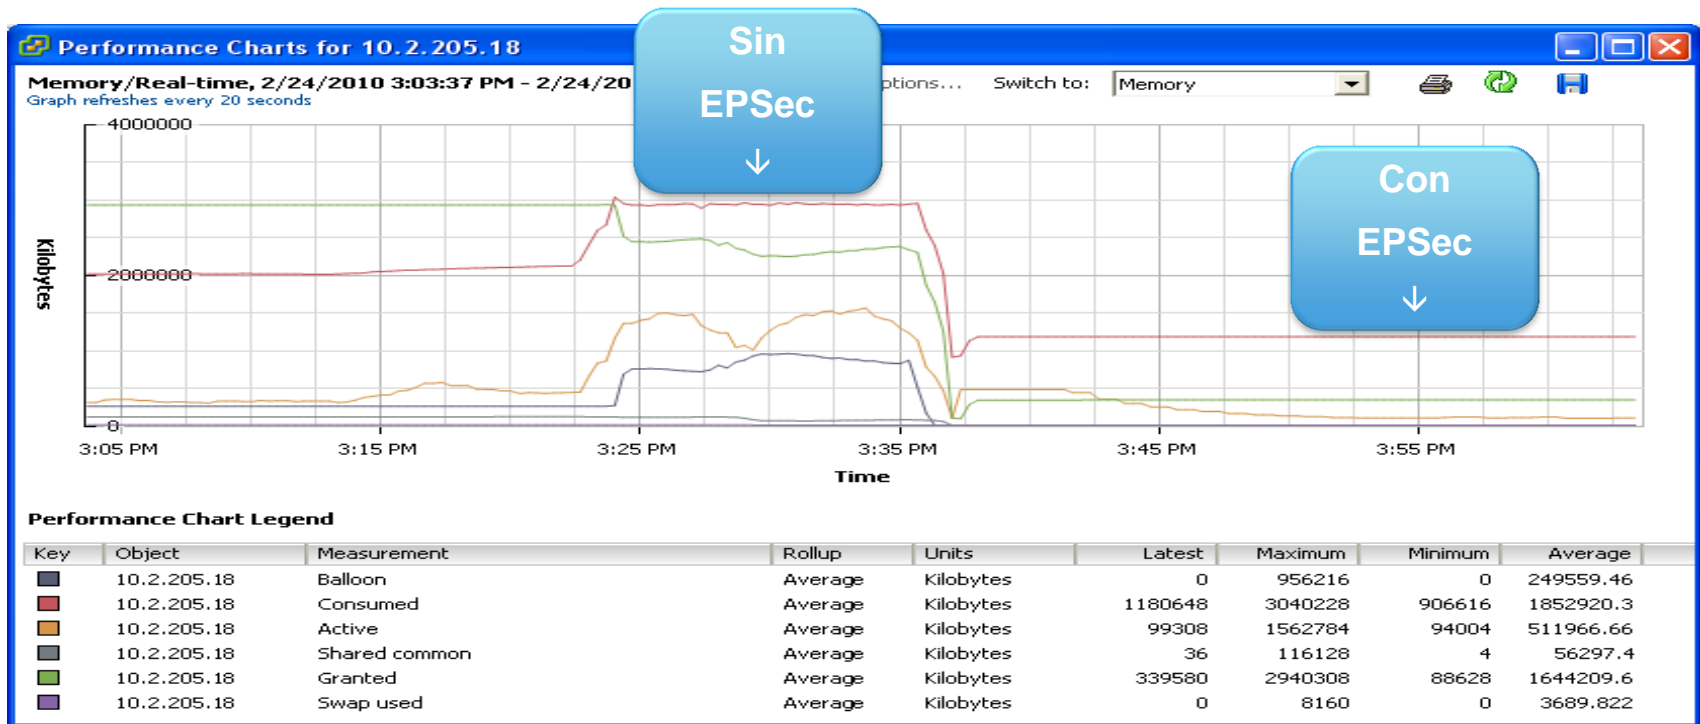 Performance Charts for 10.2.205.18
Sin
EPSec
↓
Memory/Real-time, 2/24/2010 3:03:37 PM - 2/24/20
ptions...
Switch to:
Memory
Graph refreshes every 20 seconds
Con
EPSec
↓
Kilobytes
4000000
2000000
0
3:05 PM 3:15 PM 3:25 PM 3:35 PM 3:45 PM 3:55 PM
Time
Performance Chart Legend
Key Object Measurement Rollup Units Latest Maximum Minimum Average
10.2.205.18 Balloon Average Kilobytes 0 956216 0 249559.46
10.2.205.18 Consumed Average Kilobytes 1180648 3040228 906616 1852920.3
10.2.205.18 Active Average Kilobytes 99308 1562784 94004 511966.66
10.2.205.18 Shared common Average Kilobytes 36 116128 4 56297.4
10.2.205.18 Granted Average Kilobytes 339580 2940308 88628 1644209.6
10.2.205.18 Swap used Average Kilobytes 0 8160 0 3689.822